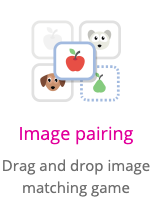 Image pairing
Drag and drop image
matching game